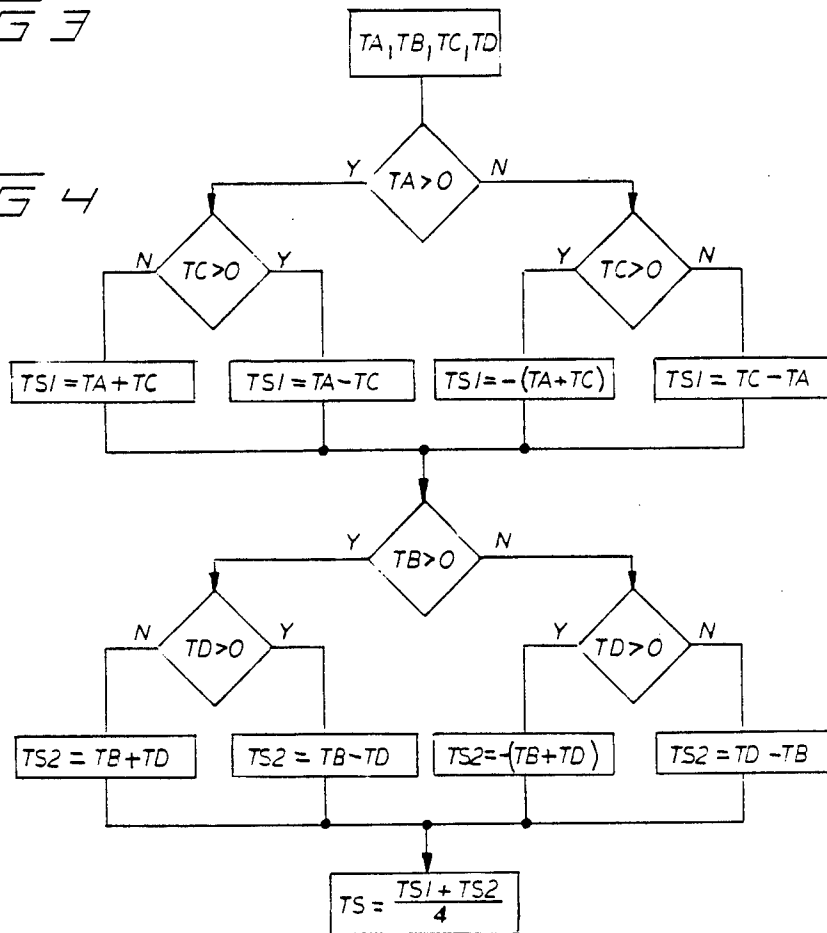 G 3
TA, TB, TC, TD
G 4
Y TA>0 N
N TC>0 Y
Y TC>0 N
TS1=TA+TC
TS1=TA-TC
TS1=-(TA+TC)
TS1=TC-TA
Y TB>0 N
N TD>0 Y
Y TD>0 N
TS2=TB+TD
TS2=TB-TD
TS2=-(TB+TD)
TS2=TD-TB
TS=TS1+TS2
4